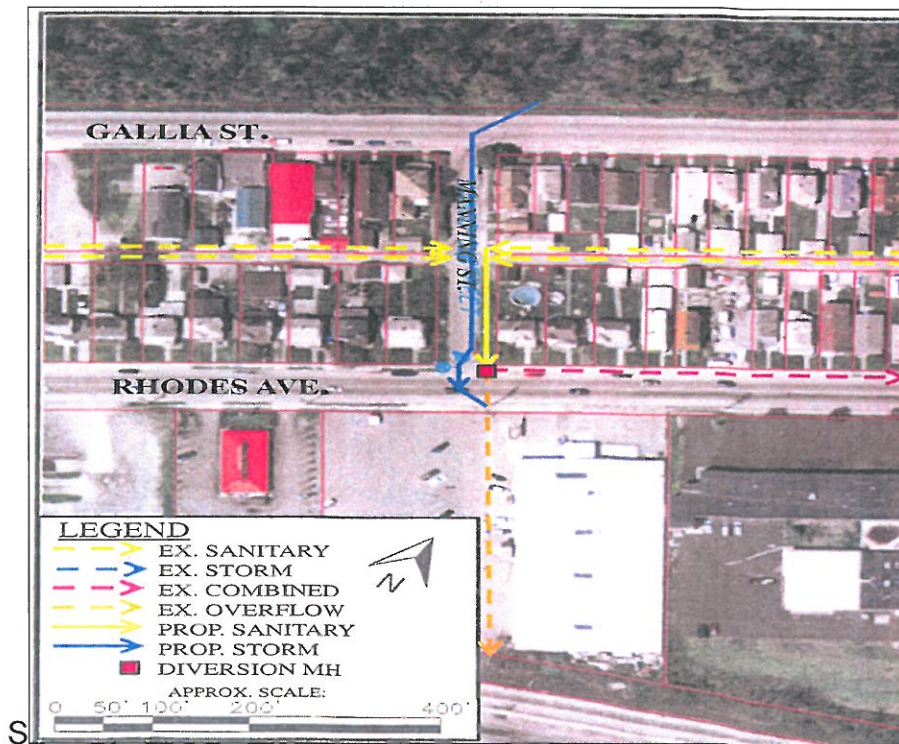 GALLIA ST.
MANNING ST.
RHODES AVE.
LEGEND
EX. SANITARY
EX. STORM
EX. COMBINED
EX. OVERFLOW
PROP. SANITARY
PROP. STORM
DIVERSION MH
N
APPROX. SCALE:
0 50' 100' 200' 400'
S